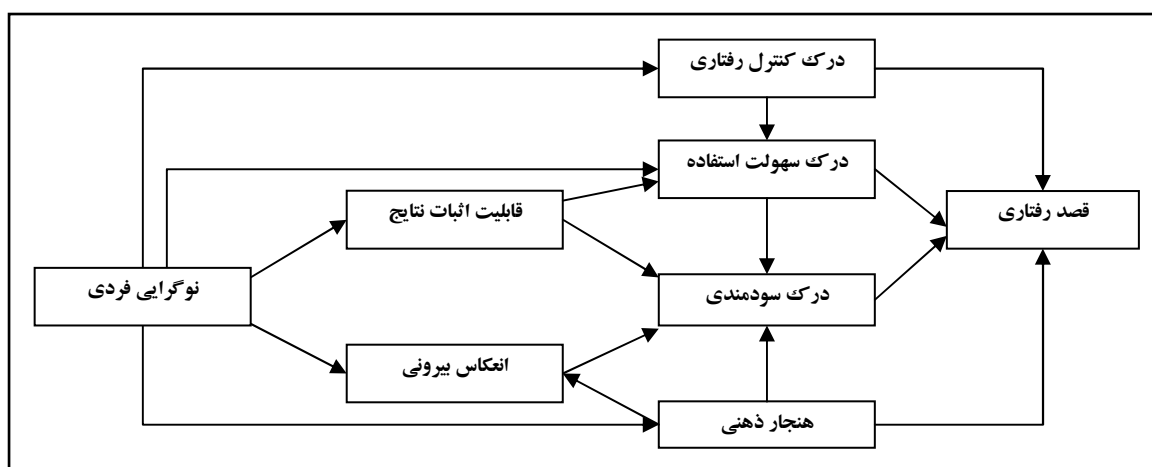 درک کنترل رفتاری
درک سهولت استفاده
قابلیت اثبات نتایج
قصد رفتاری
نوگرایی فردی
درک سودمندی
انعکاس بیرونی
هنجار ذهنی